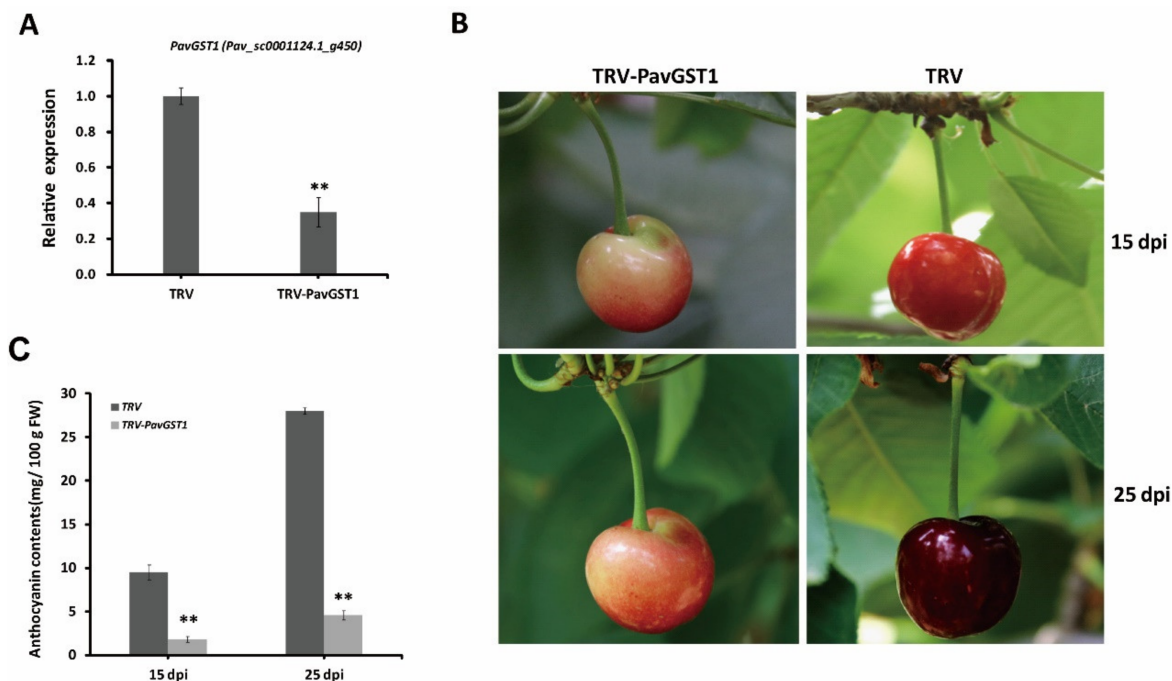 A
PavGST1 (Pav_sc0001124.1_g450)
Relative expression
1.2
1.0
0.8
0.6
0.4
0.2
0.0
**
TRV
TRV-PavGST1
B
TRV-PavGST1
TRV
15 dpi
25 dpi
C
Anthocyanin contents(mg/ 100 g FW)
30
25
20
15
10
5
0
TRV
TRV-PavGST1
**
**
15 dpi
25 dpi